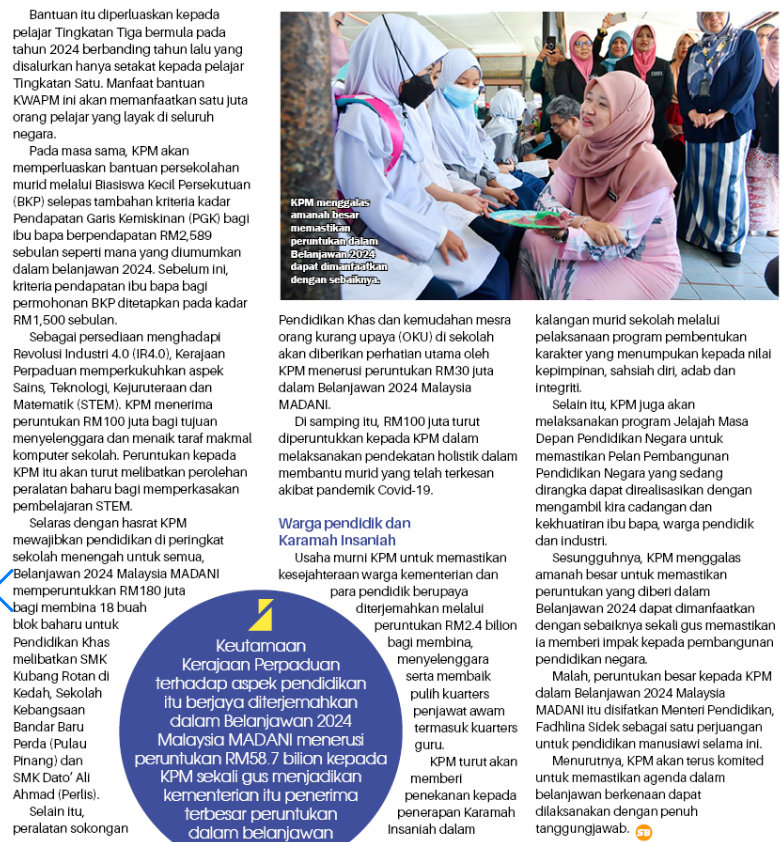 Bantuan itu diperluaskan kepada
pelajar Tingkatan Tiga bermula pada
tahun 2024 berbanding tahun lalu yang
disalurkan hanya setakat kepada pelajar
Tingkatan Satu. Manfaat bantuan
KWAPM ini akan memanfaatkan satu juta
orang pelajar yang layak di seluruh
negara.
Pada masa sama, KPM akan
memperluaskan bantuan persekolahan
murid melalui Biasiswa Kecil Persekutuan
(BKP) selepas tambahan kriteria kadar
Pendapatan Garis Kemiskinan (PGK) bagi
ibu bapa berpendapatan RM2,589
sebulan seperti mana yang diumumkan
dalam belanjawan 2024. Sebelum ini,
kriteria pendapatan ibu bapa bagi
permohonan BKP ditetapkan pada kadar
RM1,500 sebulan.
Sebagai persediaan menghadapi
Revolusi Industri 4.0 (IR4.0), Kerajaan
Perpaduan memperkukuhkan aspek
Sains, Teknologi, Kejuruteraan dan
Matematik (STEM). KPM menerima
peruntukan RM100 juta bagi tujuan
menyelenggara dan menaik taraf makmal
komputer sekolah. Peruntukan kepada
KPM itu akan turut melibatkan perolehan
peralatan baharu bagi memperkasakan
pembelajaran STEM.
Selaras dengan hasrat KPM
mewajibkan pendidikan di peringkat
sekolah menengah untuk semua,
Belanjawan 2024 Malaysia MADANI
memperuntukkan RM180 juta
bagi membina 18 buah
blok baharu untuk
Pendidikan Khas
melibatkan SMK
Kubang Rotan di
Kedah, Sekolah
Kebangsaan
Bandar Baru
Perda (Pulau
Pinang) dan
SMK Dato' Ali
Ahmad (Perlis).
Selain itu,
peralatan sokongan
KPM menggalas
amanah besar
memastikan
peruntukan dalam
Belanjawan 2024
dapat dimanfaatkan
dengan sebaiknya.
Pendidikan Khas dan kemudahan mesra
orang kurang upaya (OKU) di sekolah
akan diberikan perhatian utama oleh
KPM menerusi peruntukan RM30 juta
dalam Belanjawan 2024 Malaysia
MADANI.
Di samping itu, RM100 juta turut
diperuntukkan kepada KPM dalam
melaksanakan pendekatan holistik dalam
membantu murid yang telah terkesan
akibat pandemik Covid-19.
Warga pendidik dan
Karamah Insaniah
Usaha murni KPM untuk memastikan
kesejahteraan warga kementerian dan
para pendidik berupaya
diterjemahkan melalui
peruntukan RM2.4 bilion
bagi membina,
menyelenggara
serta membaik
pulih kuarters
penjawat awam
termasuk kuarters
guru.
KPM turut akan
memberi
penekanan kepada
penerapan Karamah
Insaniah dalam
Keutamaan
Kerajaan Perpaduan
terhadap aspek pendidikan
itu berjaya diterjemahkan
dalam Belanjawan 2024
Malaysia MADANI menerusi
peruntukan RM58.7 bilion kepada
KPM sekali gus menjadikan
kementerian itu penerima
terbesar peruntukan
dalam belanjawan
kalangan murid sekolah melalui
pelaksanaan program pembentukan
karakter yang menumpukan kepada nilai
kepimpinan, sahsiah diri, adab dan
integriti.
Selain itu, KPM juga akan
melaksanakan program Jelajah Masa
Depan Pendidikan Negara untuk
memastikan Pelan Pembangunan
Pendidikan Negara yang sedang
dirangka dapat direalisasikan dengan
mengambil kira cadangan dan
kekhuatiran ibu bapa, warga pendidik
dan industri.
Sesungguhnya, KPM menggalas
amanah besar untuk memastikan
peruntukan yang diberi dalam
Belanjawan 2024 dapat dimanfaatkan
dengan sebaiknya sekali gus memastikan
ia memberi impak kepada pembangunan
pendidikan negara.
Malah, peruntukan besar kepada KPM
dalam Belanjawan 2024 Malaysia
MADANI itu disifatkan Menteri Pendidikan,
Fadhlina Sidek sebagai satu perjuangan
untuk pendidikan manusiawi selama ini.
Menurutnya, KPM akan terus komited
untuk memastikan agenda dalam
belanjawan berkenaan dapat
dilaksanakan dengan penuh
tanggungjawab.